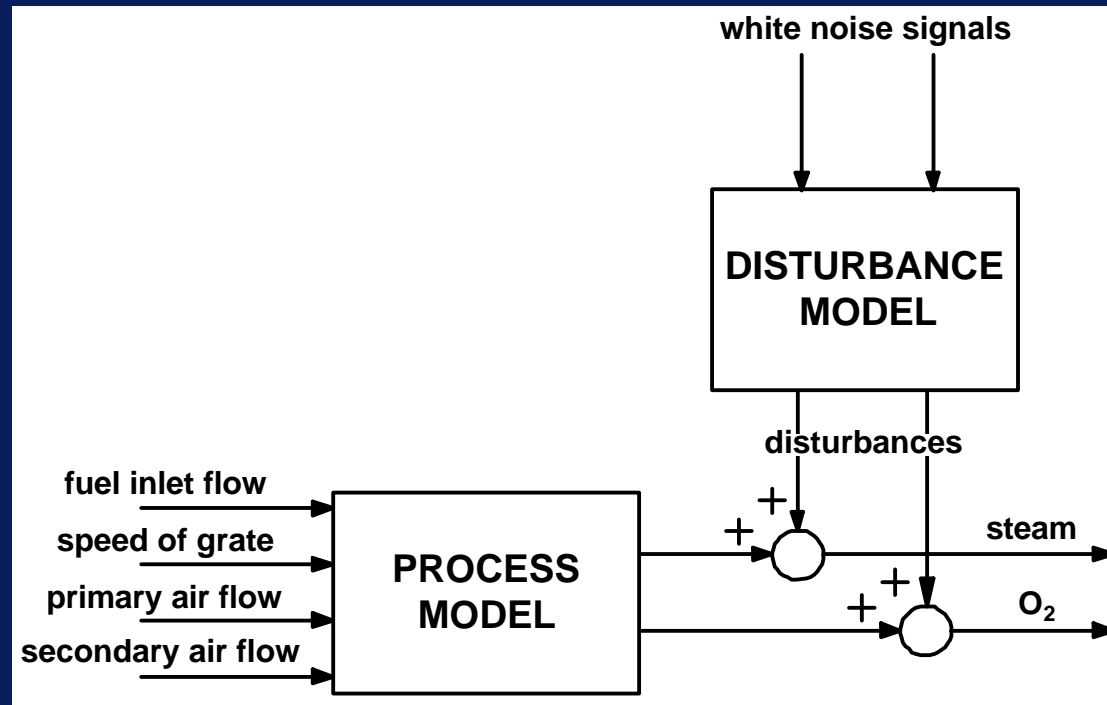 white noise signals
DISTURBANCE
MODEL
disturbances
fuel inlet flow
speed of grate
primary air flow
secondary air flow
PROCESS
MODEL
+
+
steam
+
+
O₂